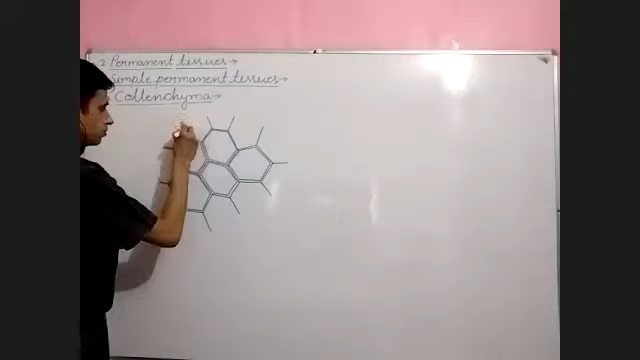 2 Permanent tissues→
Simple permanent tissues→
Collenchyma→